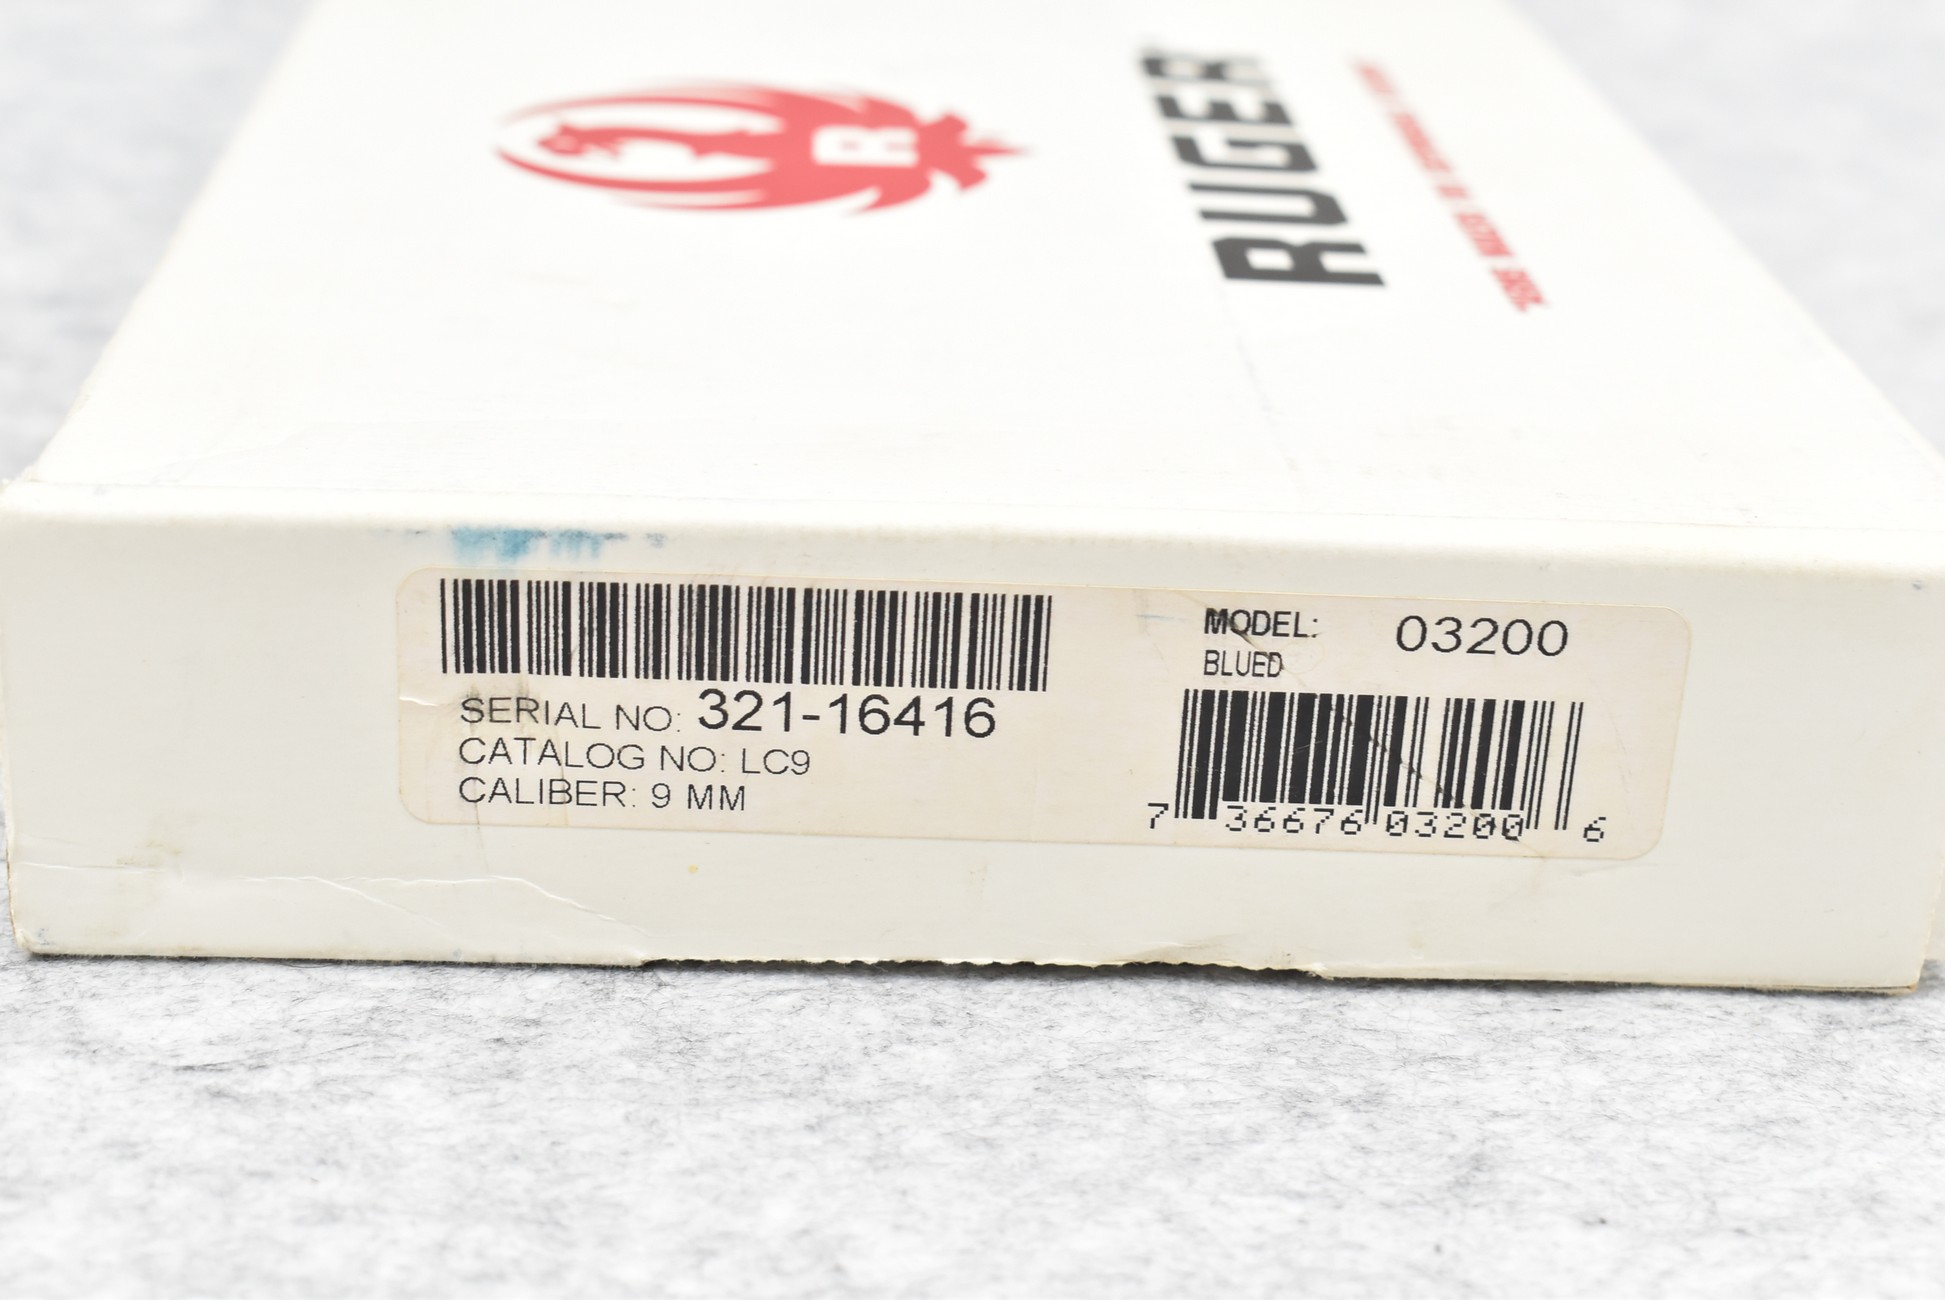 R
RUGER
SERIAL NO: 321-16416
CATALOG NO: LC9
CALIBER: 9 MM
MODEL: 03200
BLUED
7 36676 03200 6